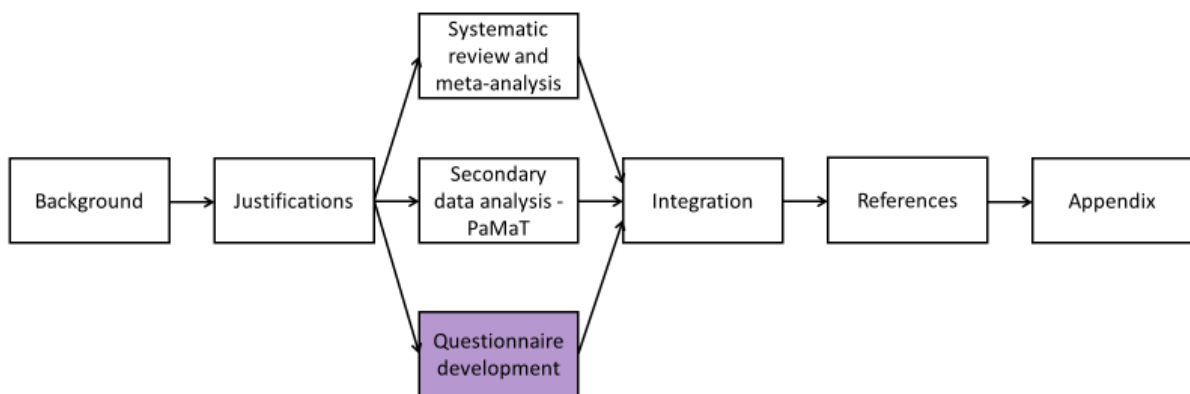 Background
Justifications
Systematic
review and
meta-analysis
Secondary
data analysis -
PaMaT
Questionnaire
development
Integration
References
Appendix